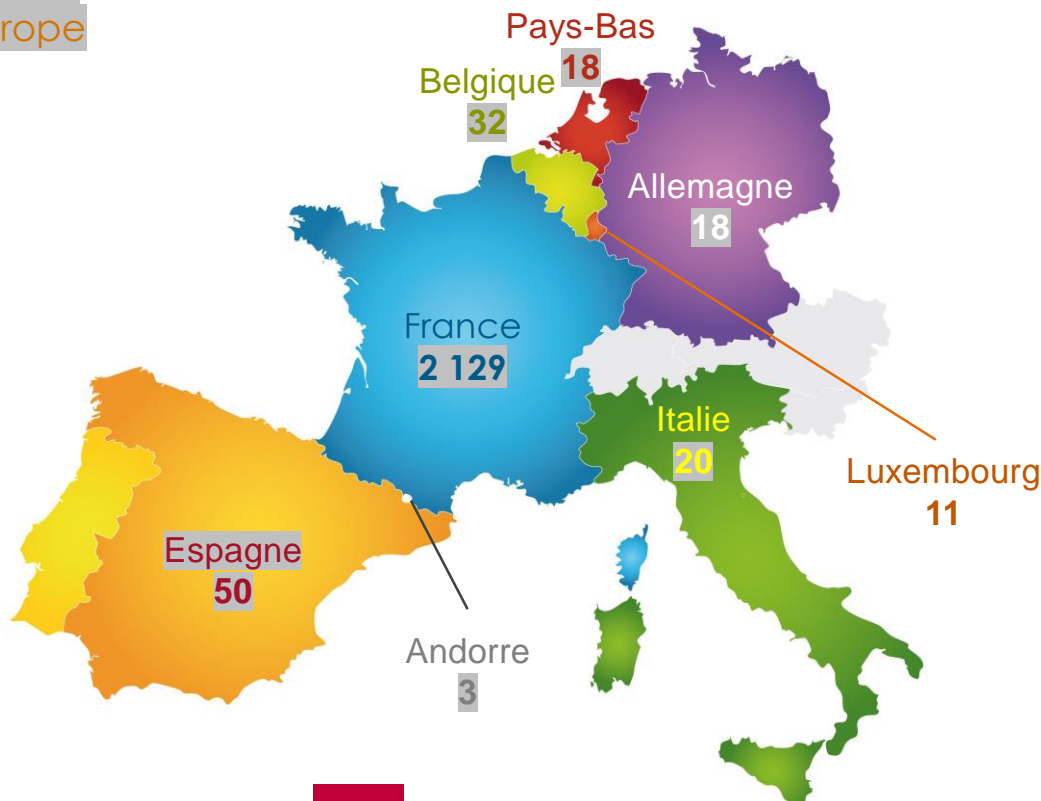 rope
Pays-Bas
18
Belgique
32
Allemagne
18
France
2 129
Italie
20
Luxembourg
11
Espagne
50
Andorre
3